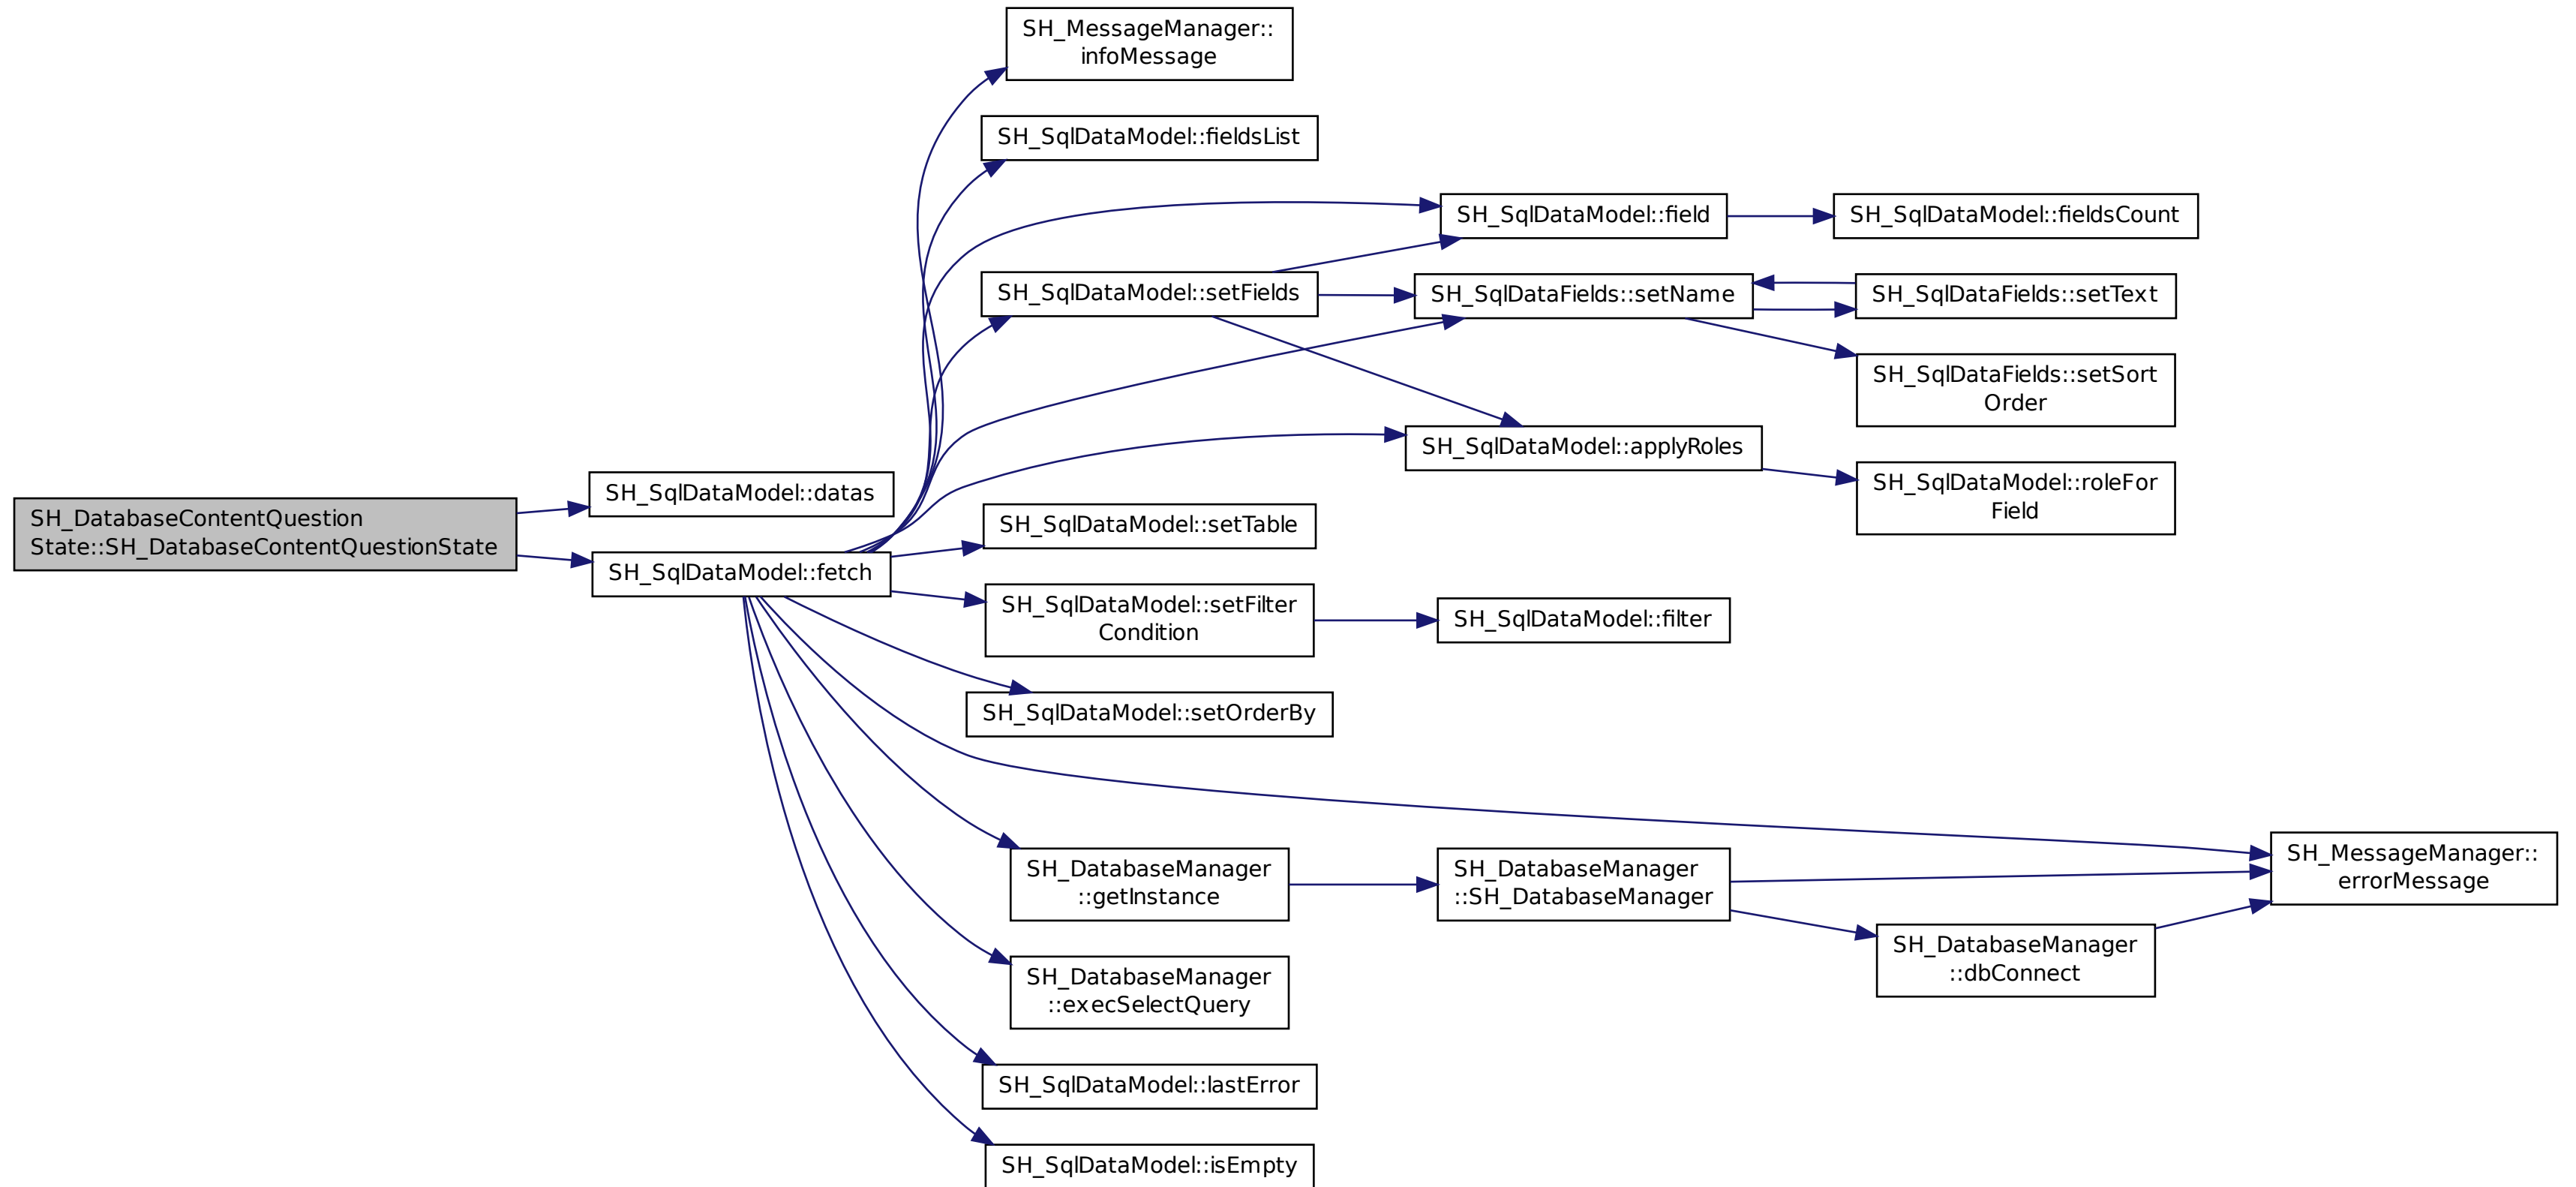 SH_MessageManager::
infoMessage
SH_SqlDataModel::fieldsList
SH_SqlDataModel::field
SH_SqlDataModel::fieldsCount
SH_SqlDataModel::setFields
SH_SqlDataFields::setName
SH_SqlDataFields::setText
SH_SqlDataFields::setSort
Order
SH_SqlDataModel::applyRoles
SH_SqlDataModel::roleFor
Field
SH_SqlDataModel::datas
SH_DatabaseContentQuestion
State::SH_DatabaseContentQuestionState
SH_SqlDataModel::setTable
SH_SqlDataModel::fetch
SH_SqlDataModel::setFilter
Condition
SH_SqlDataModel::filter
SH_SqlDataModel::setOrderBy
SH_MessageManager::
errorMessage
SH_DatabaseManager
::getInstance
SH_DatabaseManager
::SH_DatabaseManager
SH_DatabaseManager
::dbConnect
SH_DatabaseManager
::execSelectQuery
SH_SqlDataModel::lastError
SH_SqlDataModel::isEmpty